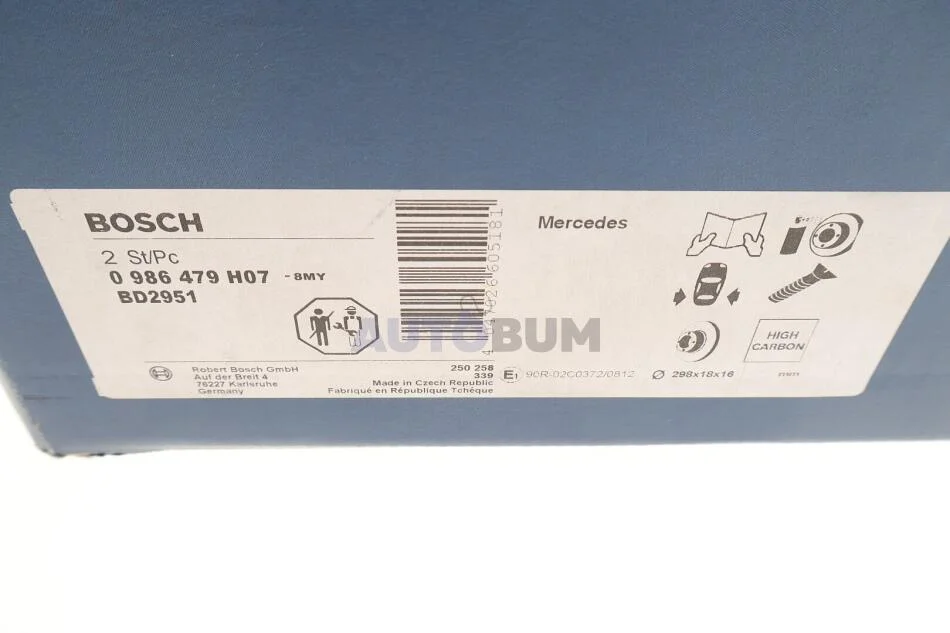 BOSCH
2 St/Pc
0 986 479 H07 - 8MY
BD2951
Mercedes
AUTOBUM
HIGH
CARBON
Robert Bosch GmbH
Auf der Breit 4
76227 Karlsruhe
Germany
250 258
339
Made in Czech Republic
Fabriqué en République Tchèque
E1 90R-02C0372/0812
298x18x16